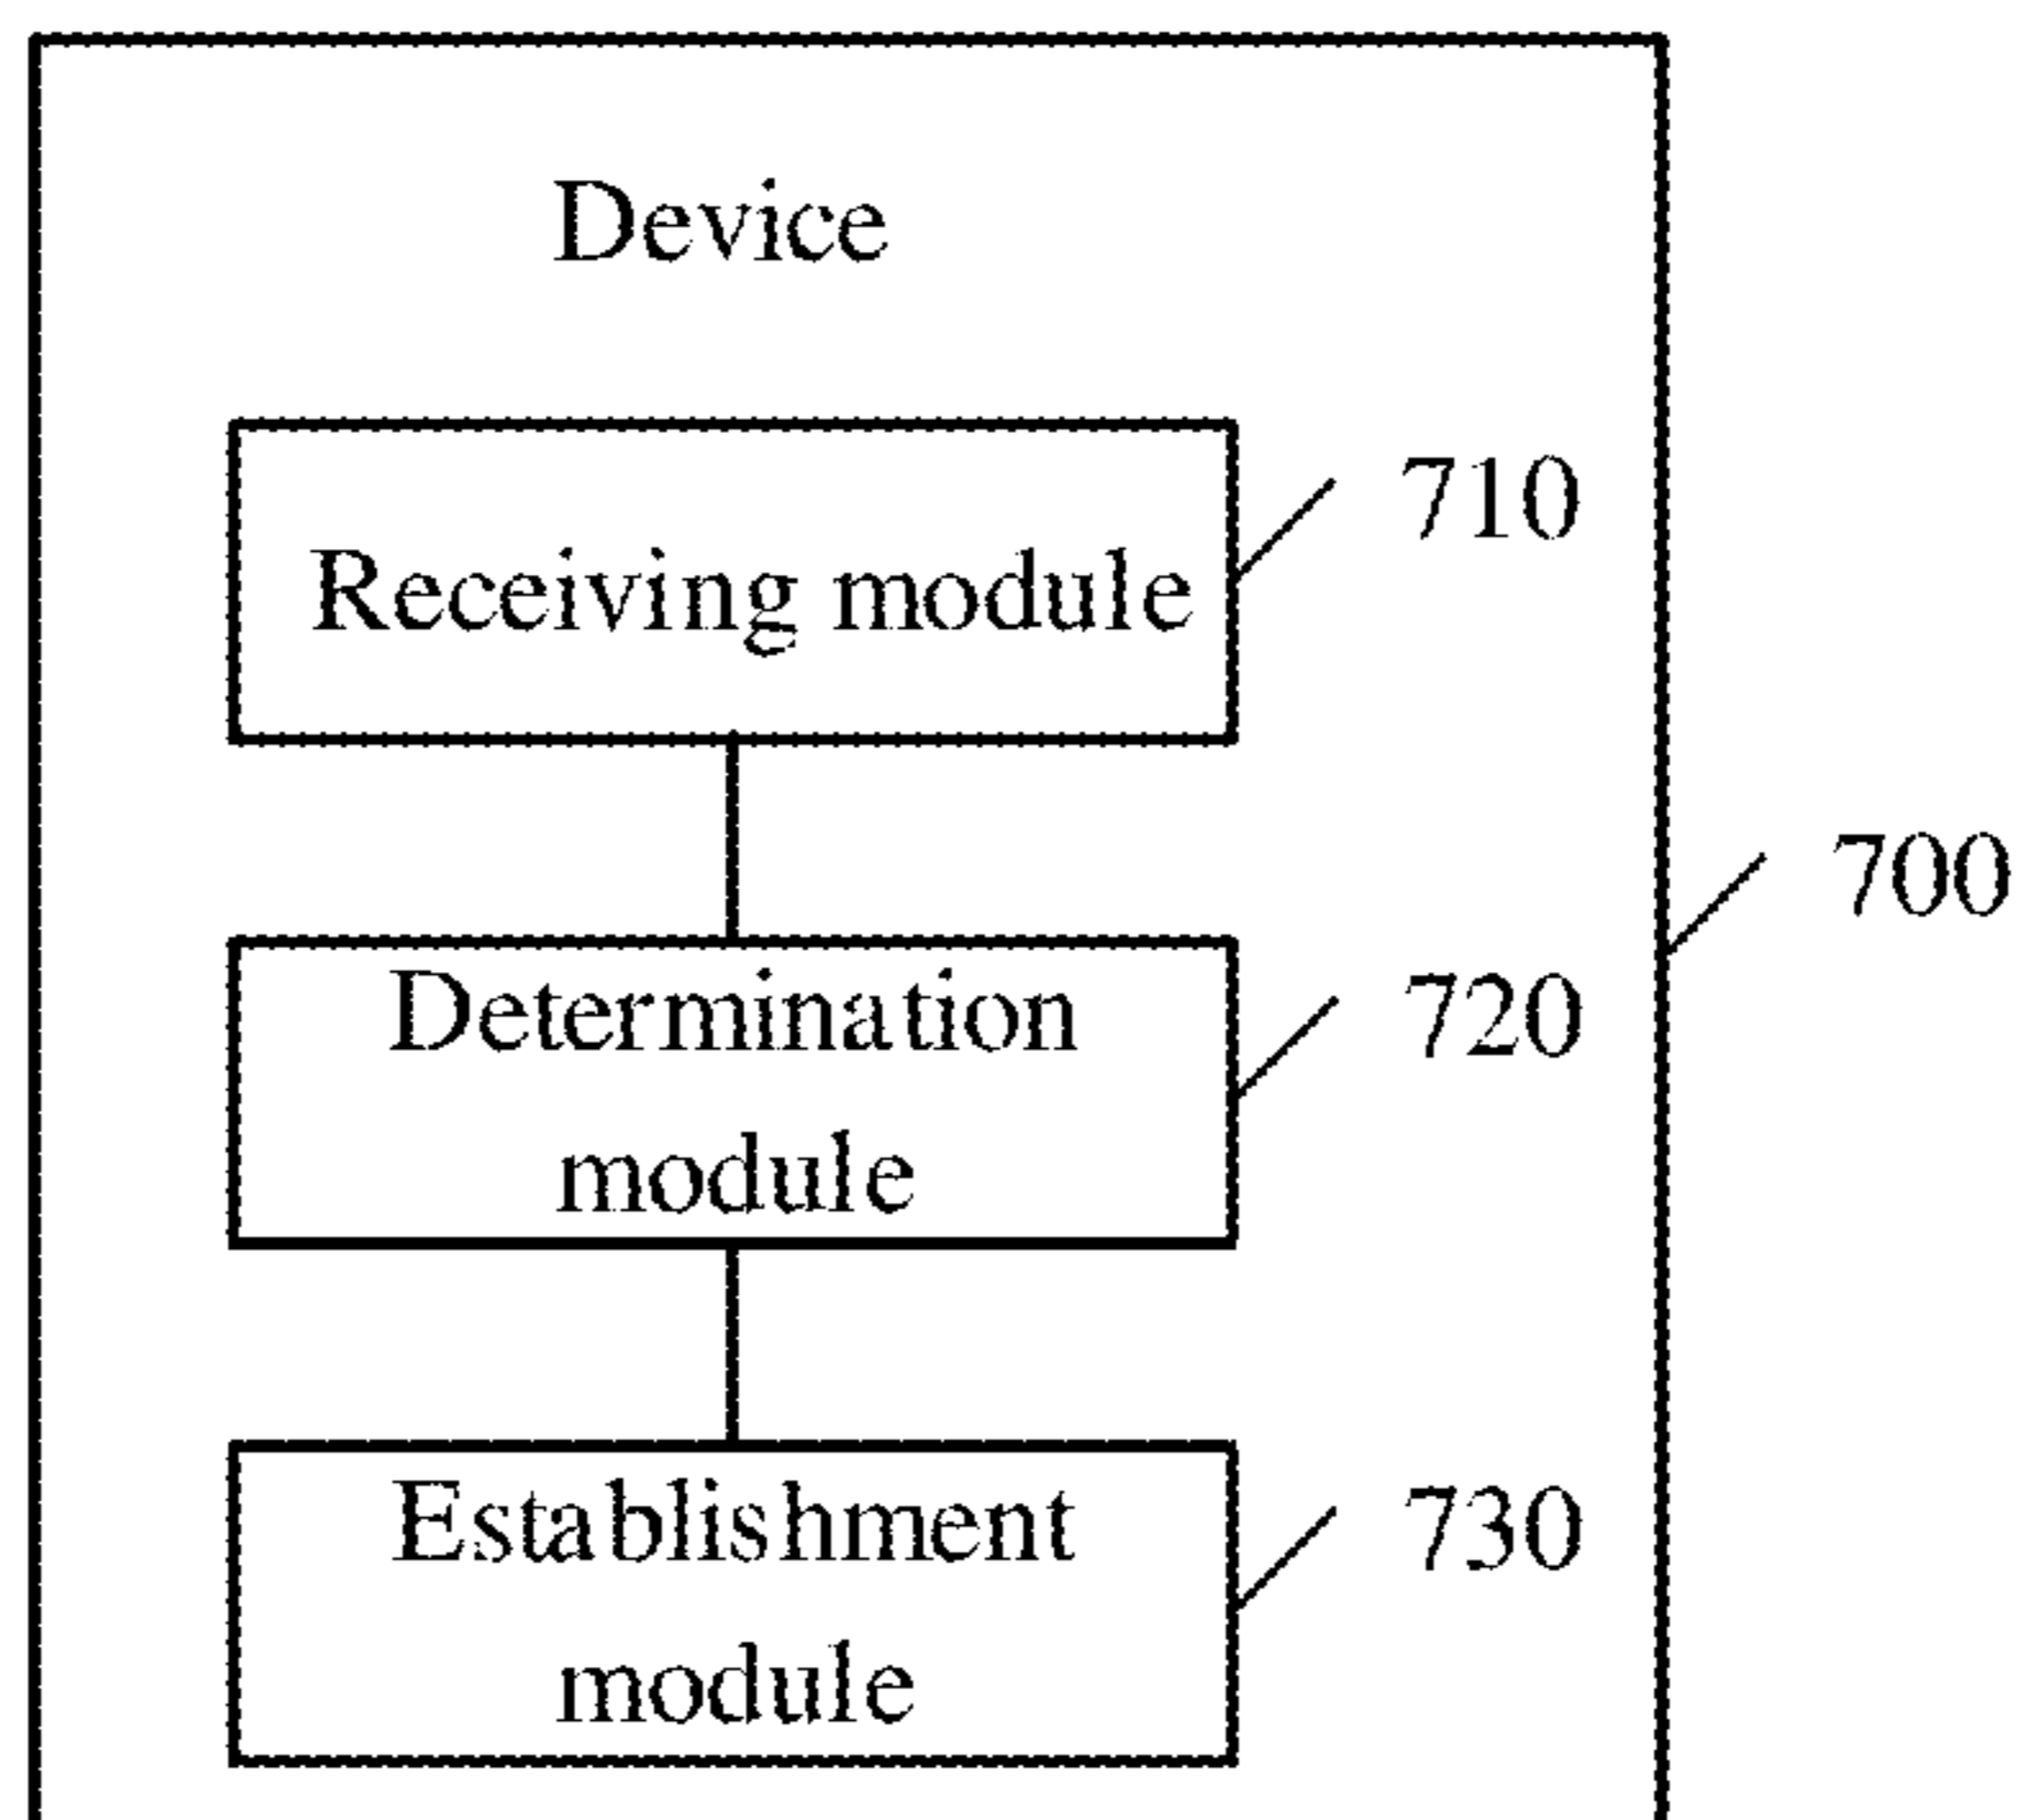 Device
710
Receiving module
700
720
Determination
module
730
Establishment
module